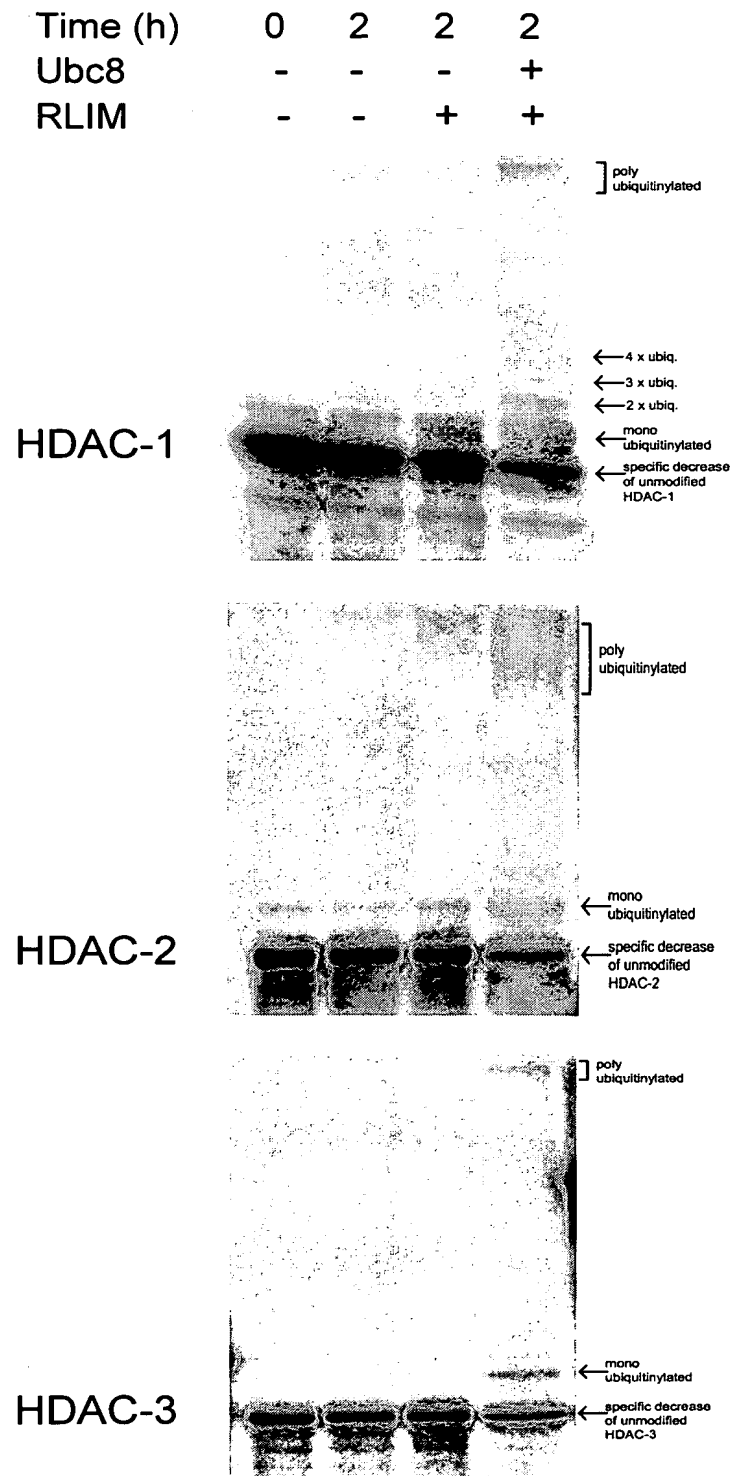 Time (h) 0 2 2 2
Ubc8 - - - +
RLIM - - + +
poly
ubiquitinylated
4 x ubiq.
3 x ubiq.
2 x ubiq.
HDAC-1
mono
ubiquitinylated
specific decrease
of unmodified
HDAC-1
poly
ubiquitinylated
mono
ubiquitinylated
HDAC-2
specific decrease
of unmodified
HDAC-2
poly
ubiquitinylated
mono
ubiquitinylated
HDAC-3
specific decrease
of unmodified
HDAC-3